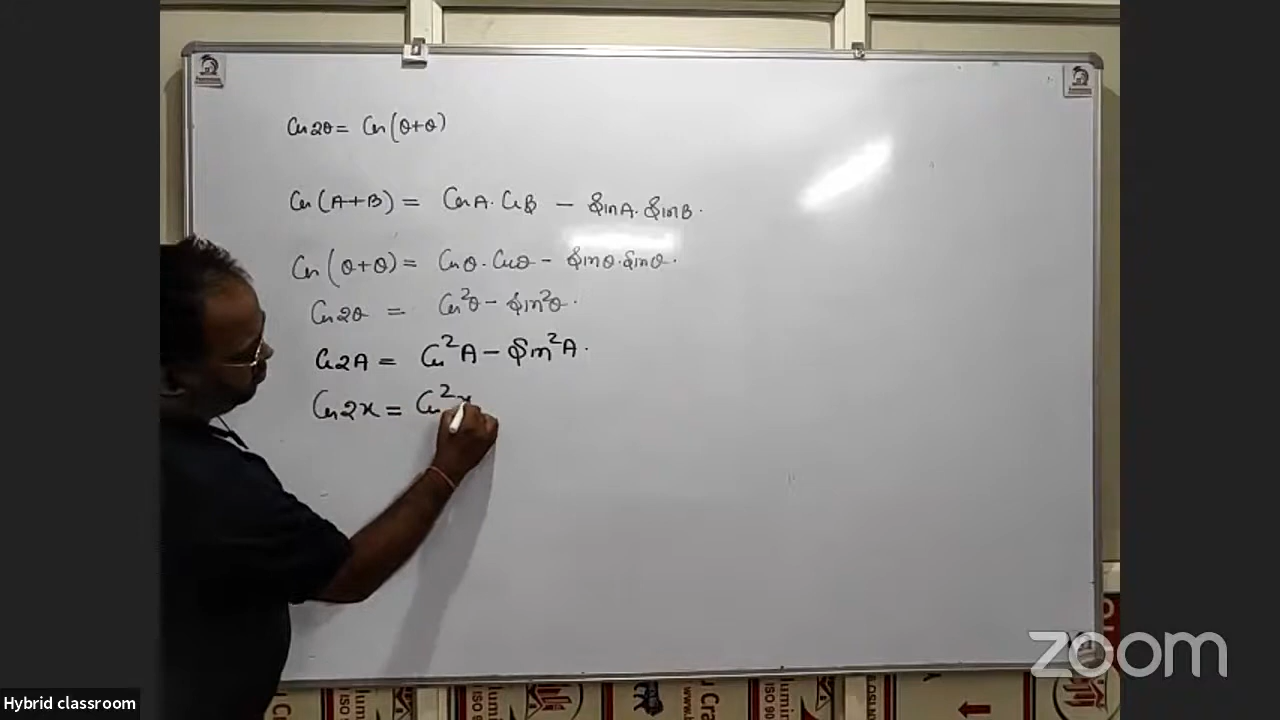 Cos2θ = Cos(θ+θ)
Cos(A+B) = CosA. CosB − SinA. SinB.
Cos(θ+θ) = Cosθ. Cosθ − Sinθ. Sinθ.
Cos2θ = Cos²θ − Sin²θ.
Cos2A = Cos²A − Sin²A.
Cos2x = Cos²x
zoom
Hybrid classroom